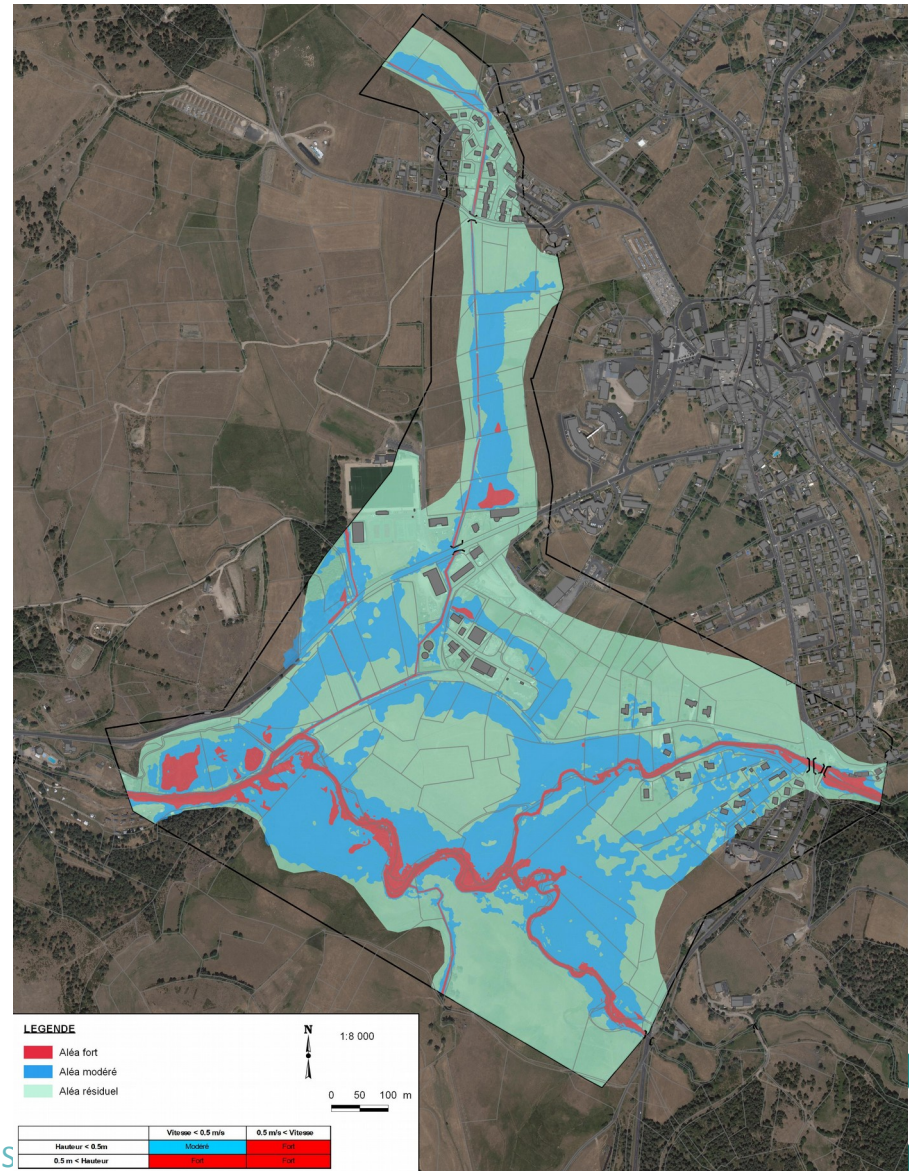 LEGENDE
Aléa fort
Aléa modéré
Aléa résiduel
N
1:8 000
0 50 100 m
Vitesse < 0.5 m/s 0.5 m/s < Vitesse
Hauteur < 0.5m Modéré Fort
0.5 m < Hauteur Fort Fort
S